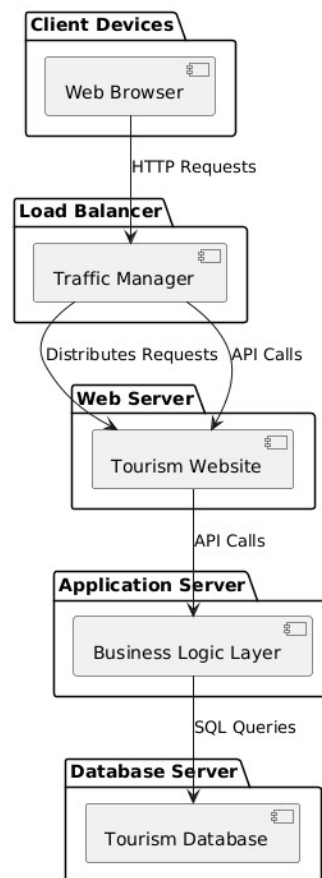 Client Devices
Web Browser
HTTP Requests
Load Balancer
Traffic Manager
Distributes Requests
API Calls
Web Server
Tourism Website
API Calls
Application Server
Business Logic Layer
SQL Queries
Database Server
Tourism Database